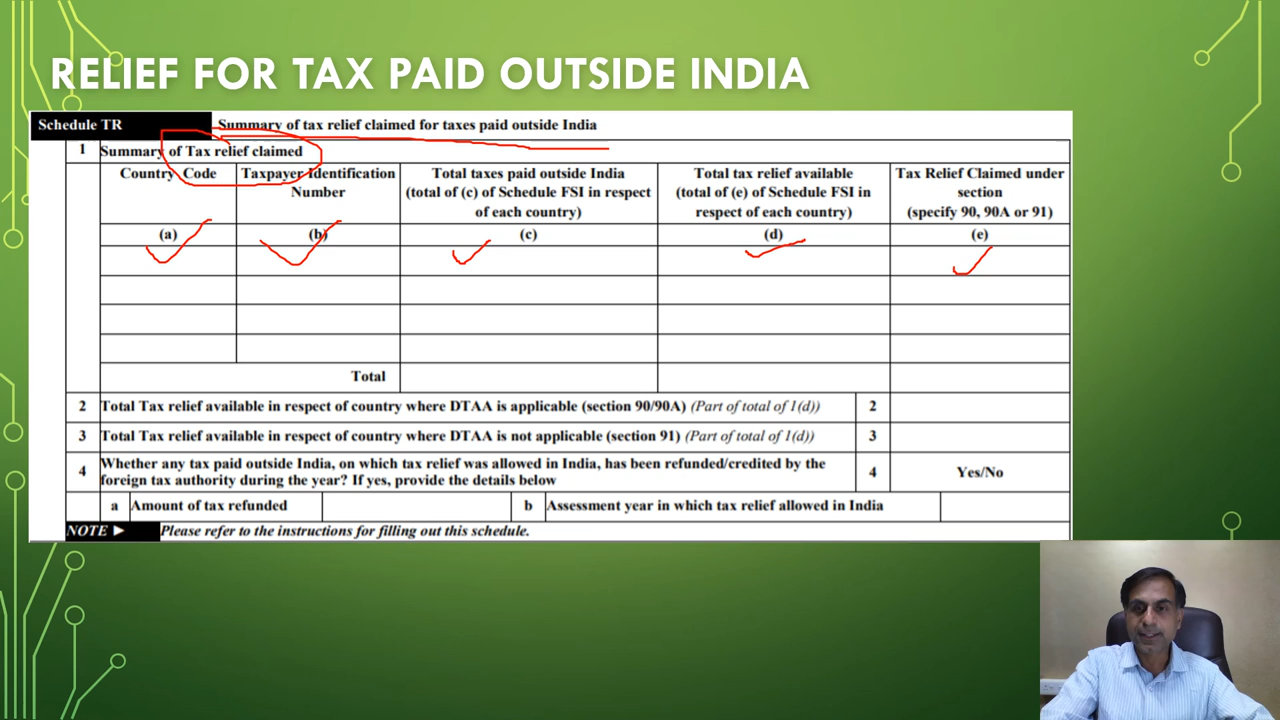 RELIEF FOR TAX PAID OUTSIDE INDIA
Schedule TR Summary of tax relief claimed for taxes paid outside India
1 Summary of Tax relief claimed
Country Code Taxpayer Identification Number Total taxes paid outside India (total of (c) of Schedule FSI in respect of each country) Total tax relief available (total of (e) of Schedule FSI in respect of each country) Tax Relief Claimed under section (specify 90, 90A or 91)
(a) (b) (c) (d) (e)
Total
2 Total Tax relief available in respect of country where DTAA is applicable (section 90/90A) (Part of total of 1(d)) 2
3 Total Tax relief available in respect of country where DTAA is not applicable (section 91) (Part of total of 1(d)) 3
4 Whether any tax paid outside India, on which tax relief was allowed in India, has been refunded/credited by the
foreign tax authority during the year? If yes, provide the details below 4 Yes/No
a Amount of tax refunded b Assessment year in which tax relief allowed in India
NOTE ► Please refer to the instructions for filling out this schedule.